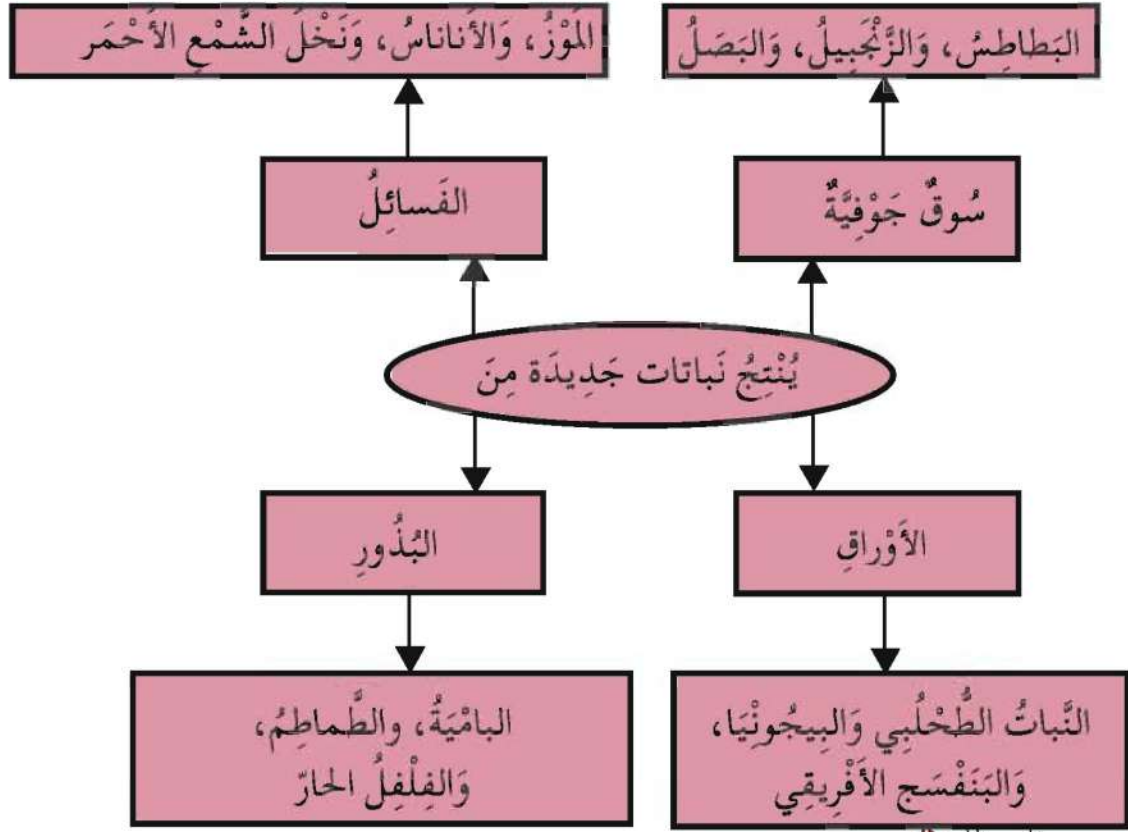 البَطاطِسُ، وَالزَّنْجَبِيلُ، وَالبَصَلُ
المَوْزُ، وَالأَناناسُ، وَنَخْلُ الشَّمْعِ الأَحْمَر
سُوقٌ جَوْفِيَّةٌ
الفَسائِلُ
يُنْتِجُ نَباتات جَدِيدَة مِنَ
الأَوْراقِ
البُذُورِ
النَّباتُ الطُّحْلُبِي وَالبِيجُونْيَا،
وَالبَنَفْسَج الأَفْرِيقِي
البامْيَةُ، والطَّماطِمُ،
وَالفِلْفِلُ الحارّ